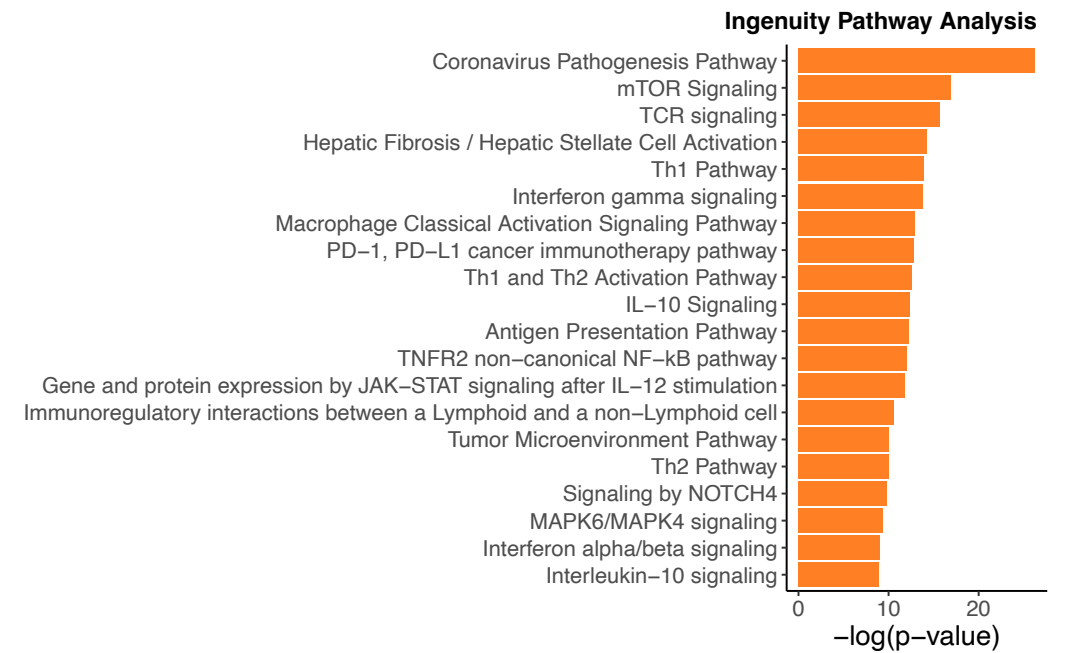 Ingenuity Pathway Analysis
Coronavirus Pathogenesis Pathway
mTOR Signaling
TCR signaling
Hepatic Fibrosis / Hepatic Stellate Cell Activation
Th1 Pathway
Interferon gamma signaling
Macrophage Classical Activation Signaling Pathway
PD−1, PD−L1 cancer immunotherapy pathway
Th1 and Th2 Activation Pathway
IL−10 Signaling
Antigen Presentation Pathway
TNFR2 non−canonical NF−kB pathway
Gene and protein expression by JAK−STAT signaling after IL−12 stimulation
Immunoregulatory interactions between a Lymphoid and a non−Lymphoid cell
Tumor Microenvironment Pathway
Th2 Pathway
Signaling by NOTCH4
MAPK6/MAPK4 signaling
Interferon alpha/beta signaling
Interleukin−10 signaling
0 10 20
−log(p−value)